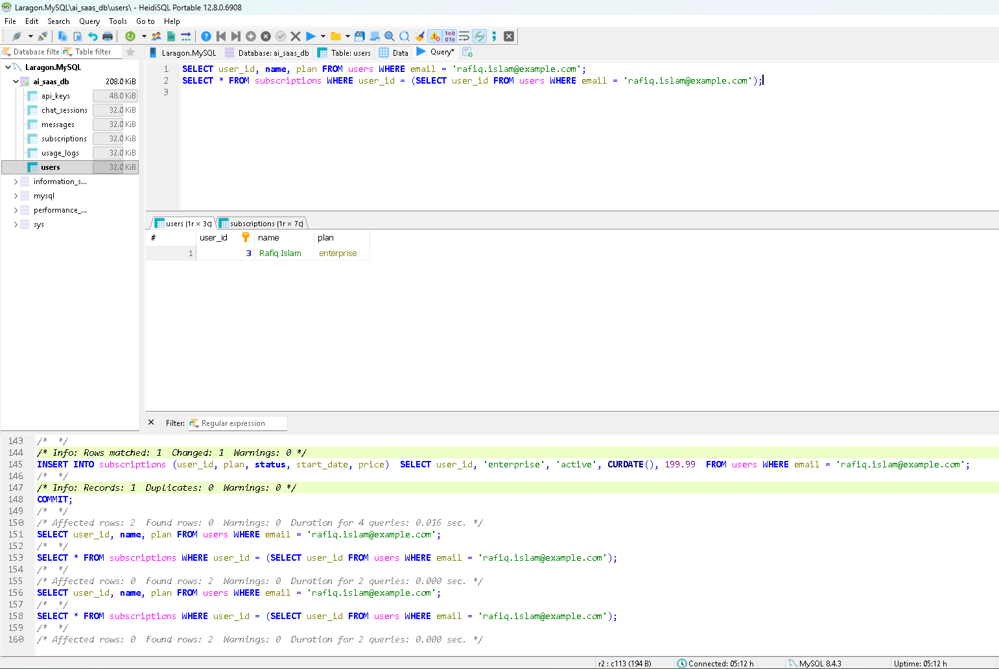 Laragon.MySQL\ai_saas_db\users\ - HeidiSQL Portable 12.8.0.6908
File Edit Search Query Tools Go to Help
Database filte Table filter
Laragon.MySQL Database: ai_saas_db Table: users Data Query*
Laragon.MySQL
ai_saas_db 208.0 KiB
api_keys 48.0 KiB
chat_sessions 32.0 KiB
messages 32.0 KiB
subscriptions 32.0 KiB
usage_logs 32.0 KiB
users 32.0 KiB
information_s...
mysql
performance_...
sys
1 SELECT user_id, name, plan FROM users WHERE email = 'rafiq.islam@example.com';
2 SELECT * FROM subscriptions WHERE user_id = (SELECT user_id FROM users WHERE email = 'rafiq.islam@example.com');
3
users (1r × 3c) subscriptions (1r × 7c)
# user_id name plan
1 3 Rafiq Islam enterprise
Filter: Regular expression
143 /* */
144 /* Info: Rows matched: 1 Changed: 1 Warnings: 0 */
145 INSERT INTO subscriptions (user_id, plan, status, start_date, price) SELECT user_id, 'enterprise', 'active', CURDATE(), 199.99 FROM users WHERE email = 'rafiq.islam@example.com';
146 /* */
147 /* Info: Records: 1 Duplicates: 0 Warnings: 0 */
148 COMMIT;
149 /* */
150 /* Affected rows: 2 Found rows: 0 Warnings: 0 Duration for 4 queries: 0.016 sec. */
151 SELECT user_id, name, plan FROM users WHERE email = 'rafiq.islam@example.com';
152 /* */
153 SELECT * FROM subscriptions WHERE user_id = (SELECT user_id FROM users WHERE email = 'rafiq.islam@example.com');
154 /* */
155 /* Affected rows: 0 Found rows: 2 Warnings: 0 Duration for 2 queries: 0.000 sec. */
156 SELECT user_id, name, plan FROM users WHERE email = 'rafiq.islam@example.com';
157 /* */
158 SELECT * FROM subscriptions WHERE user_id = (SELECT user_id FROM users WHERE email = 'rafiq.islam@example.com');
159 /* */
160 /* Affected rows: 0 Found rows: 2 Warnings: 0 Duration for 2 queries: 0.000 sec. */
r2 : c113 (194 B) Connected: 05:12 h MySQL 8.4.3 Uptime: 05:12 h